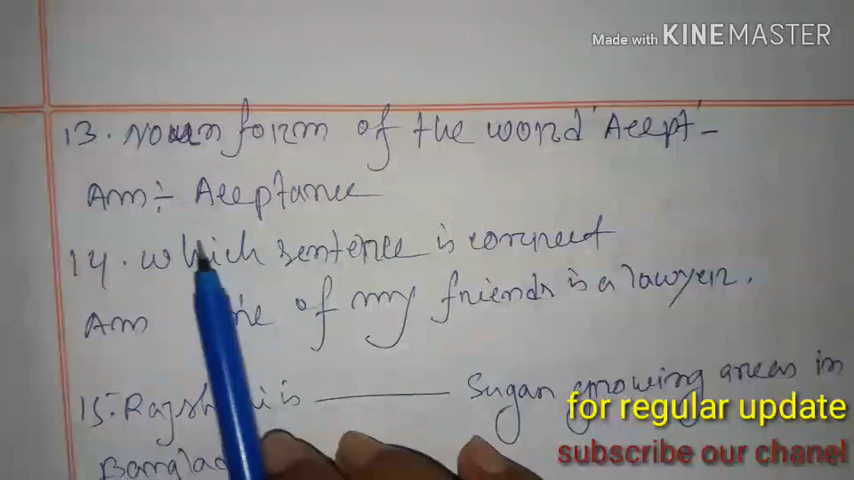 Made with KINEMASTER
13. Noun form of the word 'Accept'-
Ans:- Acceptance
14. Which sentence is correct
Ans of my friends is a lawyer.
15. is ______ Sugar growing areas in
for regular update
subscribe our chanel